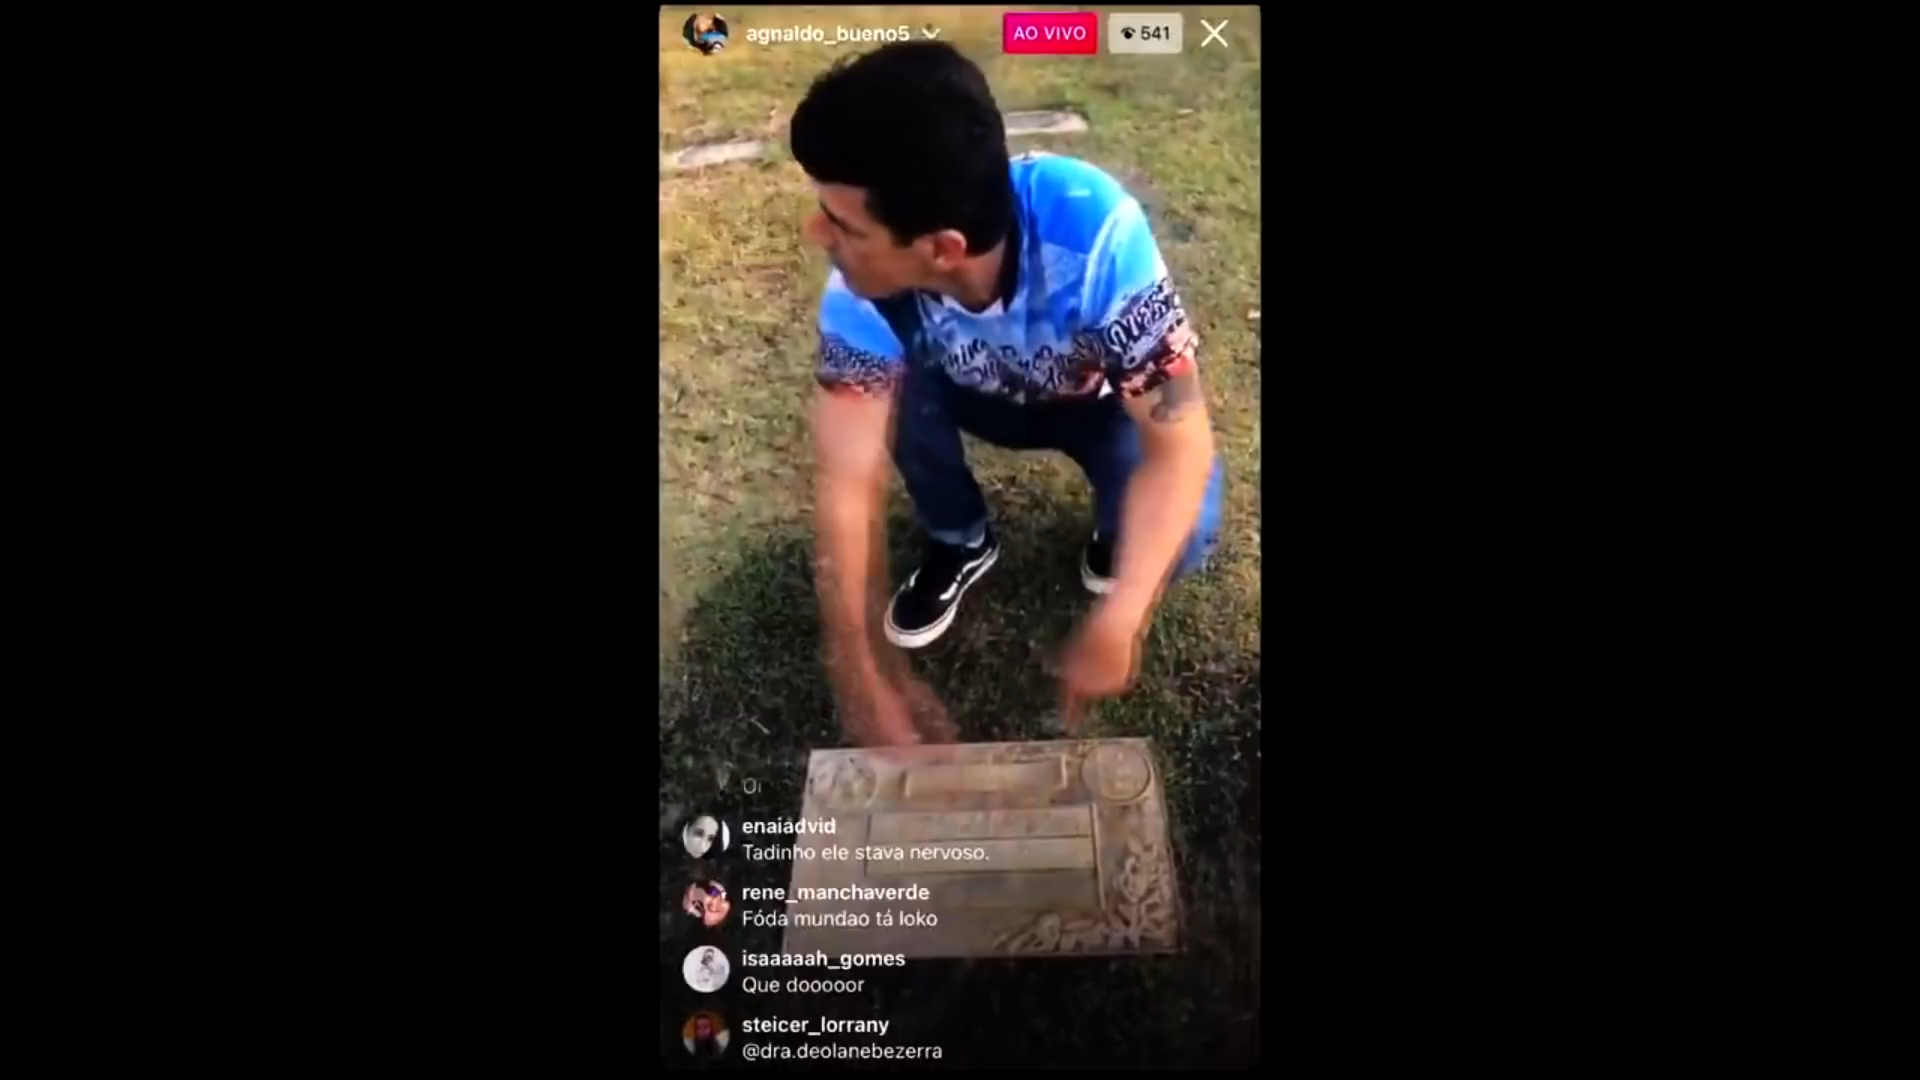 agnaldo_bueno5
AO VIVO
541
Oi
enaiadvid
Tadinho ele stava nervoso.
rene_manchaverde
Fóda mundao tá loko
isaaaaah_gomes
Que dooooor
steicer_lorrany
@dra.deolanebezerra